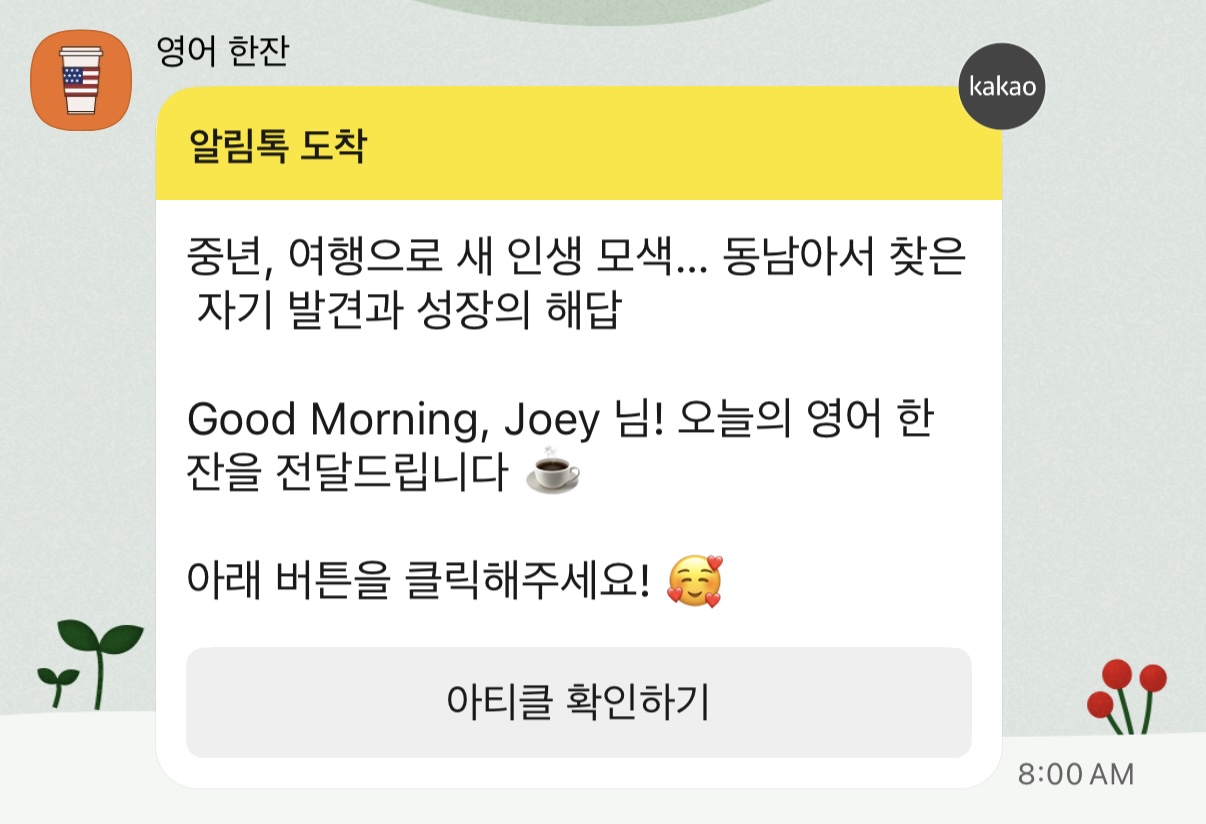 영어 한잔
kakao
알림톡 도착
중년, 여행으로 새 인생 모색... 동남아서 찾은
자기 발견과 성장의 해답
Good Morning, Joey 님! 오늘의 영어 한
잔을 전달드립니다 ☕
아래 버튼을 클릭해주세요! 🥰
아티클 확인하기
8:00 AM